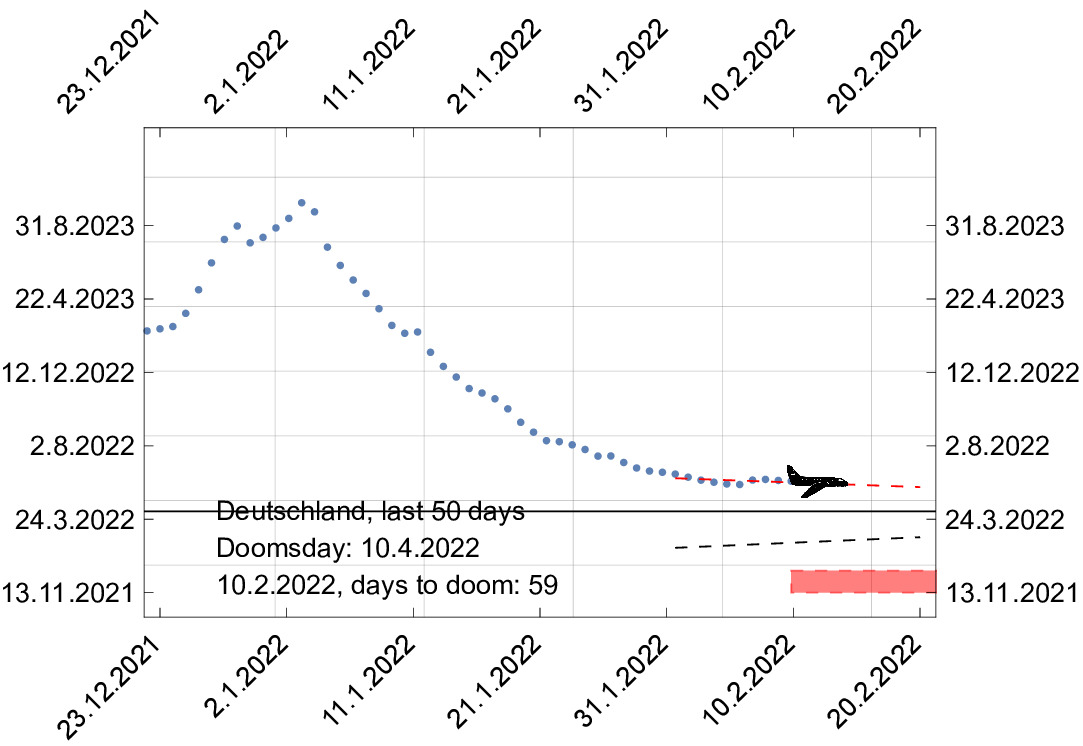 23.12.2021 2.1.2022 11.1.2022 21.1.2022 31.1.2022 10.2.2022 20.2.2022
31.8.2023 31.8.2023
22.4.2023 22.4.2023
12.12.2022 12.12.2022
2.8.2022 2.8.2022
Deutschland, last 50 days
24.3.2022 24.3.2022
Doomsday: 10.4.2022
10.2.2022, days to doom: 59
13.11.2021 13.11.2021
23.12.2021 2.1.2022 11.1.2022 21.1.2022 31.1.2022 10.2.2022 20.2.2022